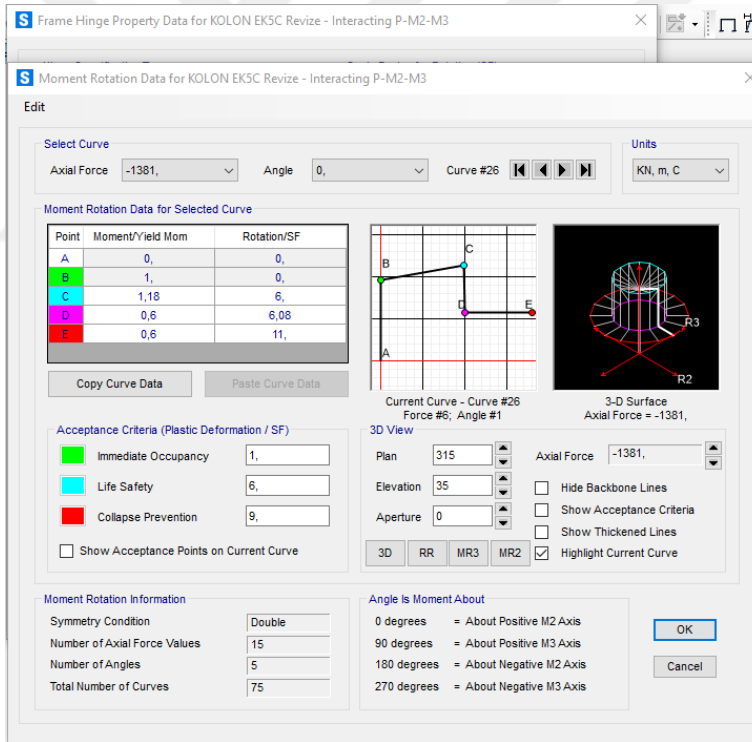 Frame Hinge Property Data for KOLON EK5C Revize - Interacting P-M2-M3
Moment Rotation Data for KOLON EK5C Revize - Interacting P-M2-M3
Edit
Select Curve
Axial Force -1381, Angle 0, Curve #26
Units
KN, m, C
Moment Rotation Data for Selected Curve
Point Moment/Yield Mom Rotation/SF
A 0, 0,
B 1, 0,
C 1,18 6,
D 0,6 6,08
E 0,6 11,
Copy Curve Data Paste Curve Data
A B C D E
Current Curve - Curve #26
Force #6; Angle #1
R3
R2
3-D Surface
Axial Force = -1381,
Acceptance Criteria (Plastic Deformation / SF)
Immediate Occupancy 1,
Life Safety 6,
Collapse Prevention 9,
Show Acceptance Points on Current Curve
3D View
Plan 315
Elevation 35
Aperture 0
3D RR MR3 MR2
Axial Force -1381,
Hide Backbone Lines
Show Acceptance Criteria
Show Thickened Lines
Highlight Current Curve
Moment Rotation Information
Symmetry Condition Double
Number of Axial Force Values 15
Number of Angles 5
Total Number of Curves 75
Angle Is Moment About
0 degrees = About Positive M2 Axis
90 degrees = About Positive M3 Axis
180 degrees = About Negative M2 Axis
270 degrees = About Negative M3 Axis
OK
Cancel